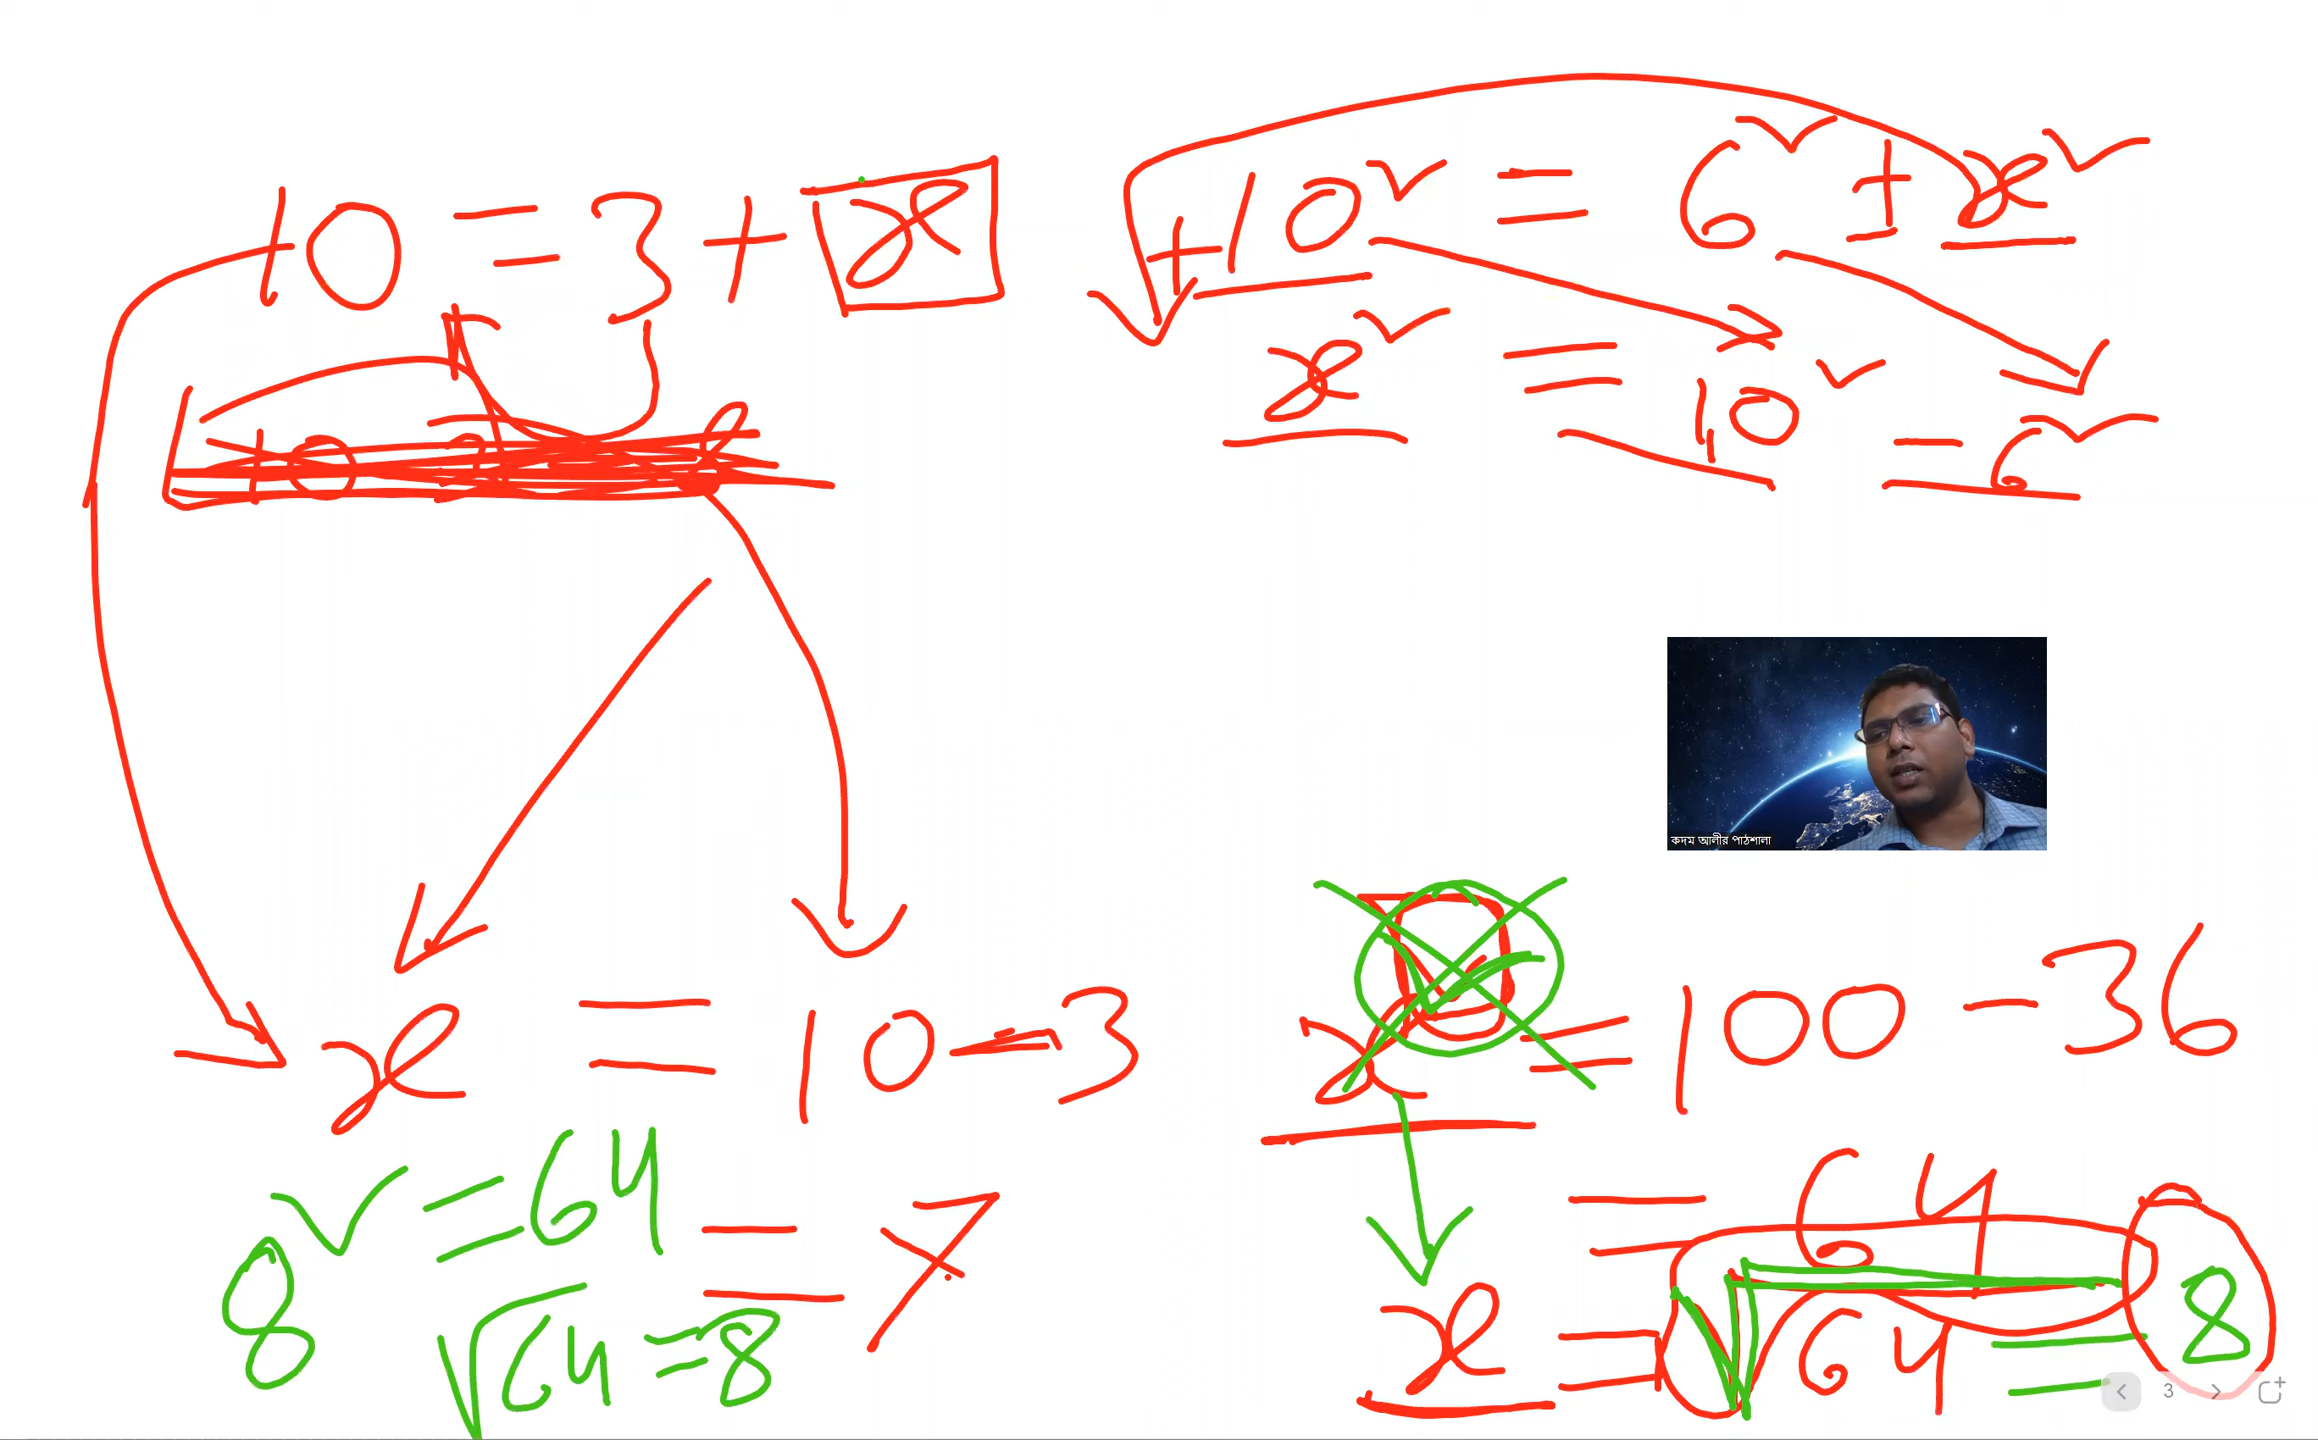 10 = 3 + x
x = 10 - 3
= 7
8² = 64
√64 = 8
+10² = 6² + x²
x² = 10² - 6²
কদম আলীর পাঠশালা
x² = 100 - 36
= 64
x = √64 = 8
3